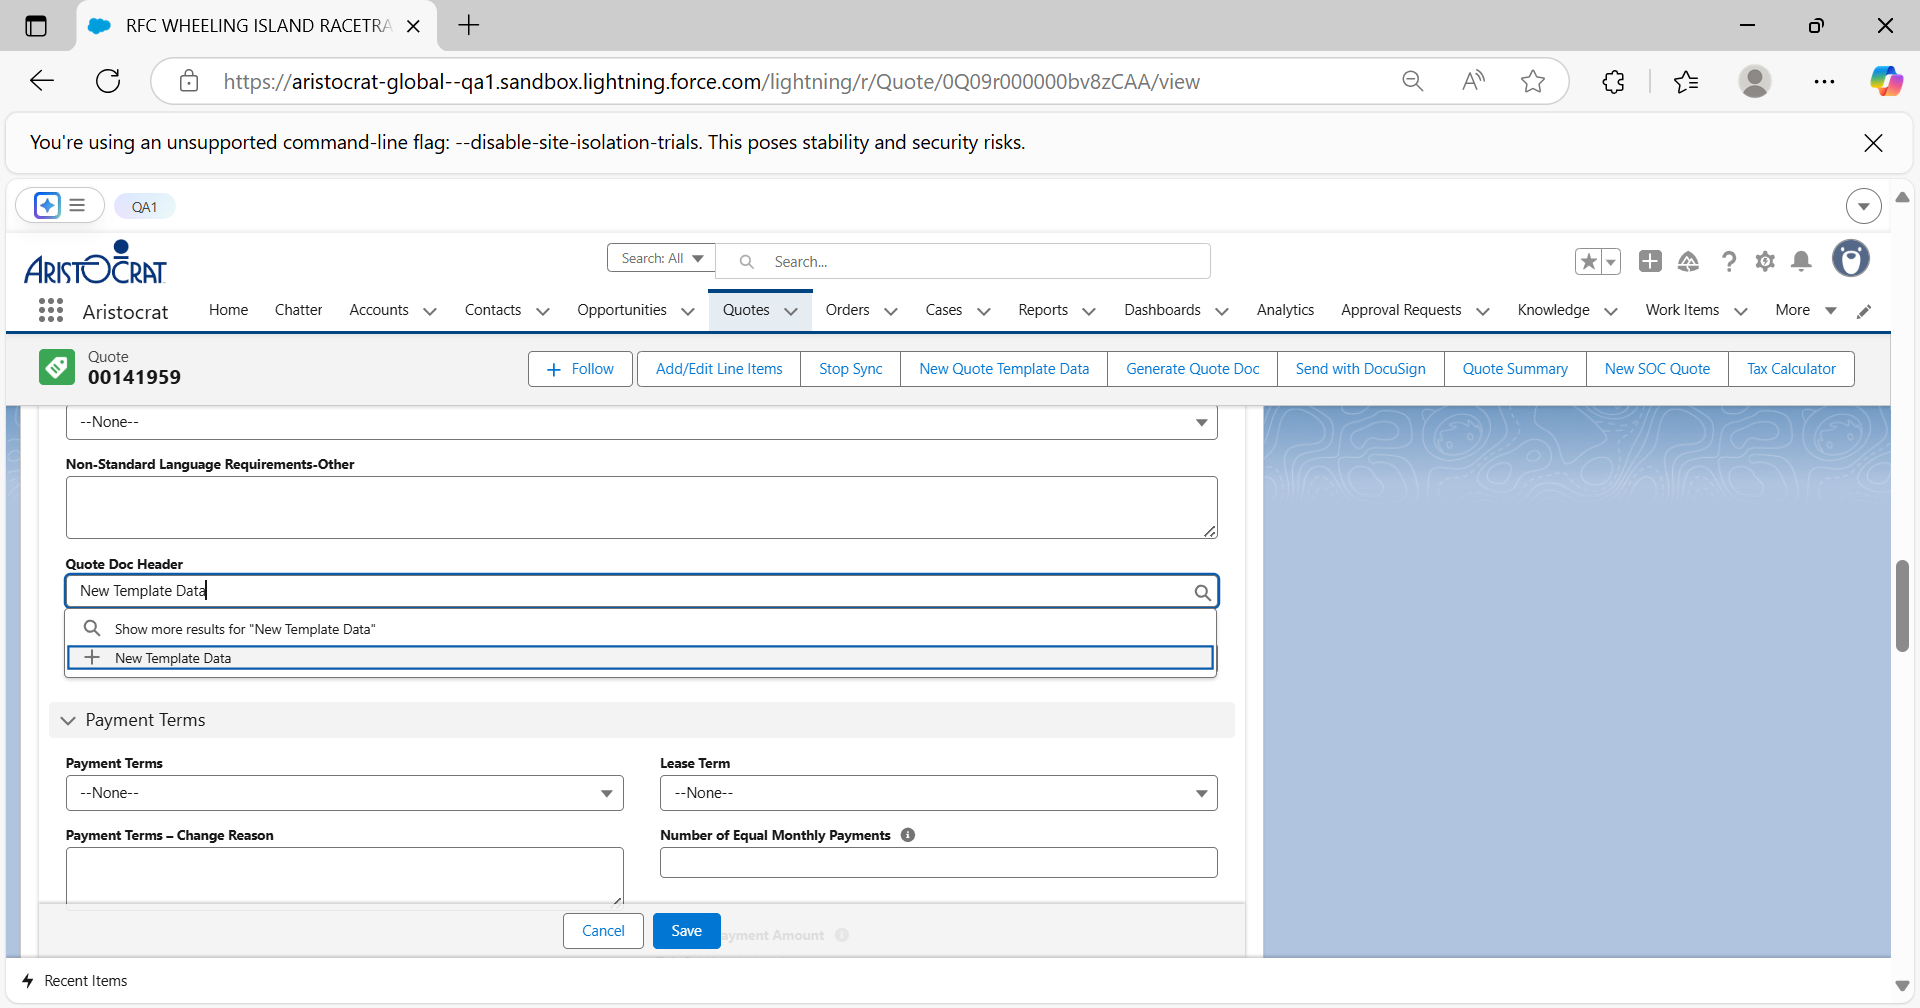 RFC WHEELING ISLAND RACETRA
https://aristocrat-global--qa1.sandbox.lightning.force.com/lightning/r/Quote/0Q09r000000bv8zCAA/view
You're using an unsupported command-line flag: --disable-site-isolation-trials. This poses stability and security risks.
QA1
ARISTOCRAT
Search: All
Search...
Aristocrat
Home
Chatter
Accounts
Contacts
Opportunities
Quotes
Orders
Cases
Reports
Dashboards
Analytics
Approval Requests
Knowledge
Work Items
More
Quote
00141959
Follow
Add/Edit Line Items
Stop Sync
New Quote Template Data
Generate Quote Doc
Send with DocuSign
Quote Summary
New SOC Quote
Tax Calculator
--None--
Non-Standard Language Requirements-Other
Quote Doc Header
New Template Data
Show more results for "New Template Data"
New Template Data
Payment Terms
Payment Terms
Lease Term
--None--
--None--
Payment Terms – Change Reason
Number of Equal Monthly Payments
Cancel
Save
ayment Amount
Recent Items